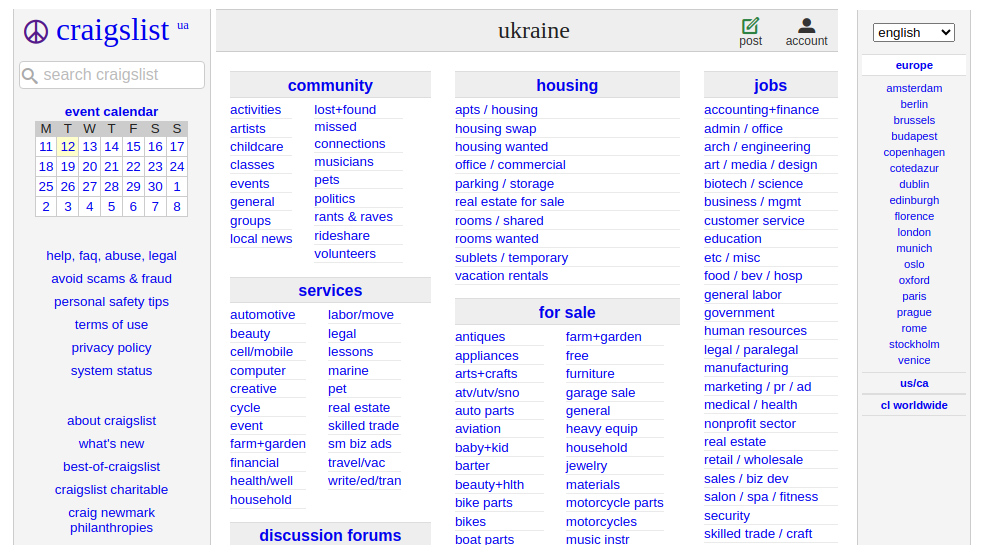 craigslist ua
search craigslist
event calendar
M T W T F S S
11 12 13 14 15 16 17
18 19 20 21 22 23 24
25 26 27 28 29 30 1
2 3 4 5 6 7 8
help, faq, abuse, legal
avoid scams & fraud
personal safety tips
terms of use
privacy policy
system status
about craigslist
what's new
best-of-craigslist
craigslist charitable
craig newmark
philanthropies
ukraine
post
account
community
activities
artists
childcare
classes
events
general
groups
local news
lost+found
missed
connections
musicians
pets
politics
rants & raves
rideshare
volunteers
services
automotive
beauty
cell/mobile
computer
creative
cycle
event
farm+garden
financial
health/well
household
labor/move
legal
lessons
marine
pet
real estate
skilled trade
sm biz ads
travel/vac
write/ed/tran
discussion forums
housing
apts / housing
housing swap
housing wanted
office / commercial
parking / storage
real estate for sale
rooms / shared
rooms wanted
sublets / temporary
vacation rentals
for sale
antiques
appliances
arts+crafts
atv/utv/sno
auto parts
aviation
baby+kid
barter
beauty+hlth
bike parts
bikes
boat parts
farm+garden
free
furniture
garage sale
general
heavy equip
household
jewelry
materials
motorcycle parts
motorcycles
music instr
jobs
accounting+finance
admin / office
arch / engineering
art / media / design
biotech / science
business / mgmt
customer service
education
etc / misc
food / bev / hosp
general labor
government
human resources
legal / paralegal
manufacturing
marketing / pr / ad
medical / health
nonprofit sector
real estate
retail / wholesale
sales / biz dev
salon / spa / fitness
security
skilled trade / craft
english
europe
amsterdam
berlin
brussels
budapest
copenhagen
cotedazur
dublin
edinburgh
florence
london
munich
oslo
oxford
paris
prague
rome
stockholm
venice
us/ca
cl worldwide